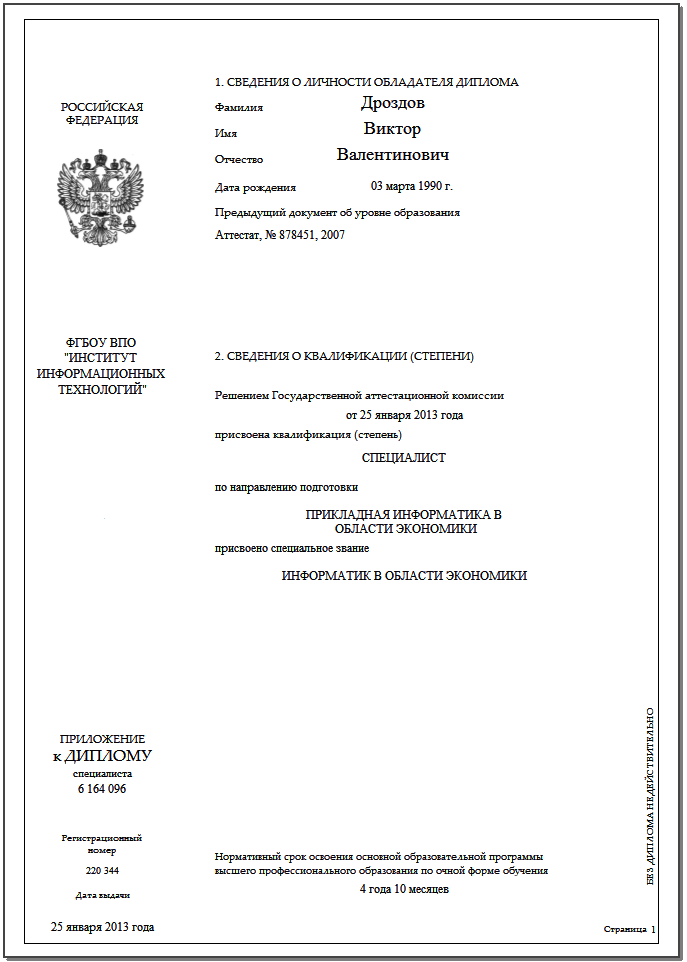 РОССИЙСКАЯ
ФЕДЕРАЦИЯ
ФГБОУ ВПО
"ИНСТИТУТ
ИНФОРМАЦИОННЫХ
ТЕХНОЛОГИЙ"
ПРИЛОЖЕНИЕ
к ДИПЛОМУ
специалиста
6 164 096
Регистрационный
номер
220 344
Дата выдачи
25 января 2013 года
1. СВЕДЕНИЯ О ЛИЧНОСТИ ОБЛАДАТЕЛЯ ДИПЛОМА
Фамилия Дроздов
Имя Виктор
Отчество Валентинович
Дата рождения 03 марта 1990 г.
Предыдущий документ об уровне образования
Аттестат, № 878451, 2007
2. СВЕДЕНИЯ О КВАЛИФИКАЦИИ (СТЕПЕНИ)
Решением Государственной аттестационной комиссии
от 25 января 2013 года
присвоена квалификация (степень)
СПЕЦИАЛИСТ
по направлению подготовки
ПРИКЛАДНАЯ ИНФОРМАТИКА В
ОБЛАСТИ ЭКОНОМИКИ
присвоено специальное звание
ИНФОРМАТИК В ОБЛАСТИ ЭКОНОМИКИ
Нормативный срок освоения основной образовательной программы
высшего профессионального образования по очной форме обучения
4 года 10 месяцев
БЕЗ ДИПЛОМА НЕДЕЙСТВИТЕЛЬНО
Страница 1